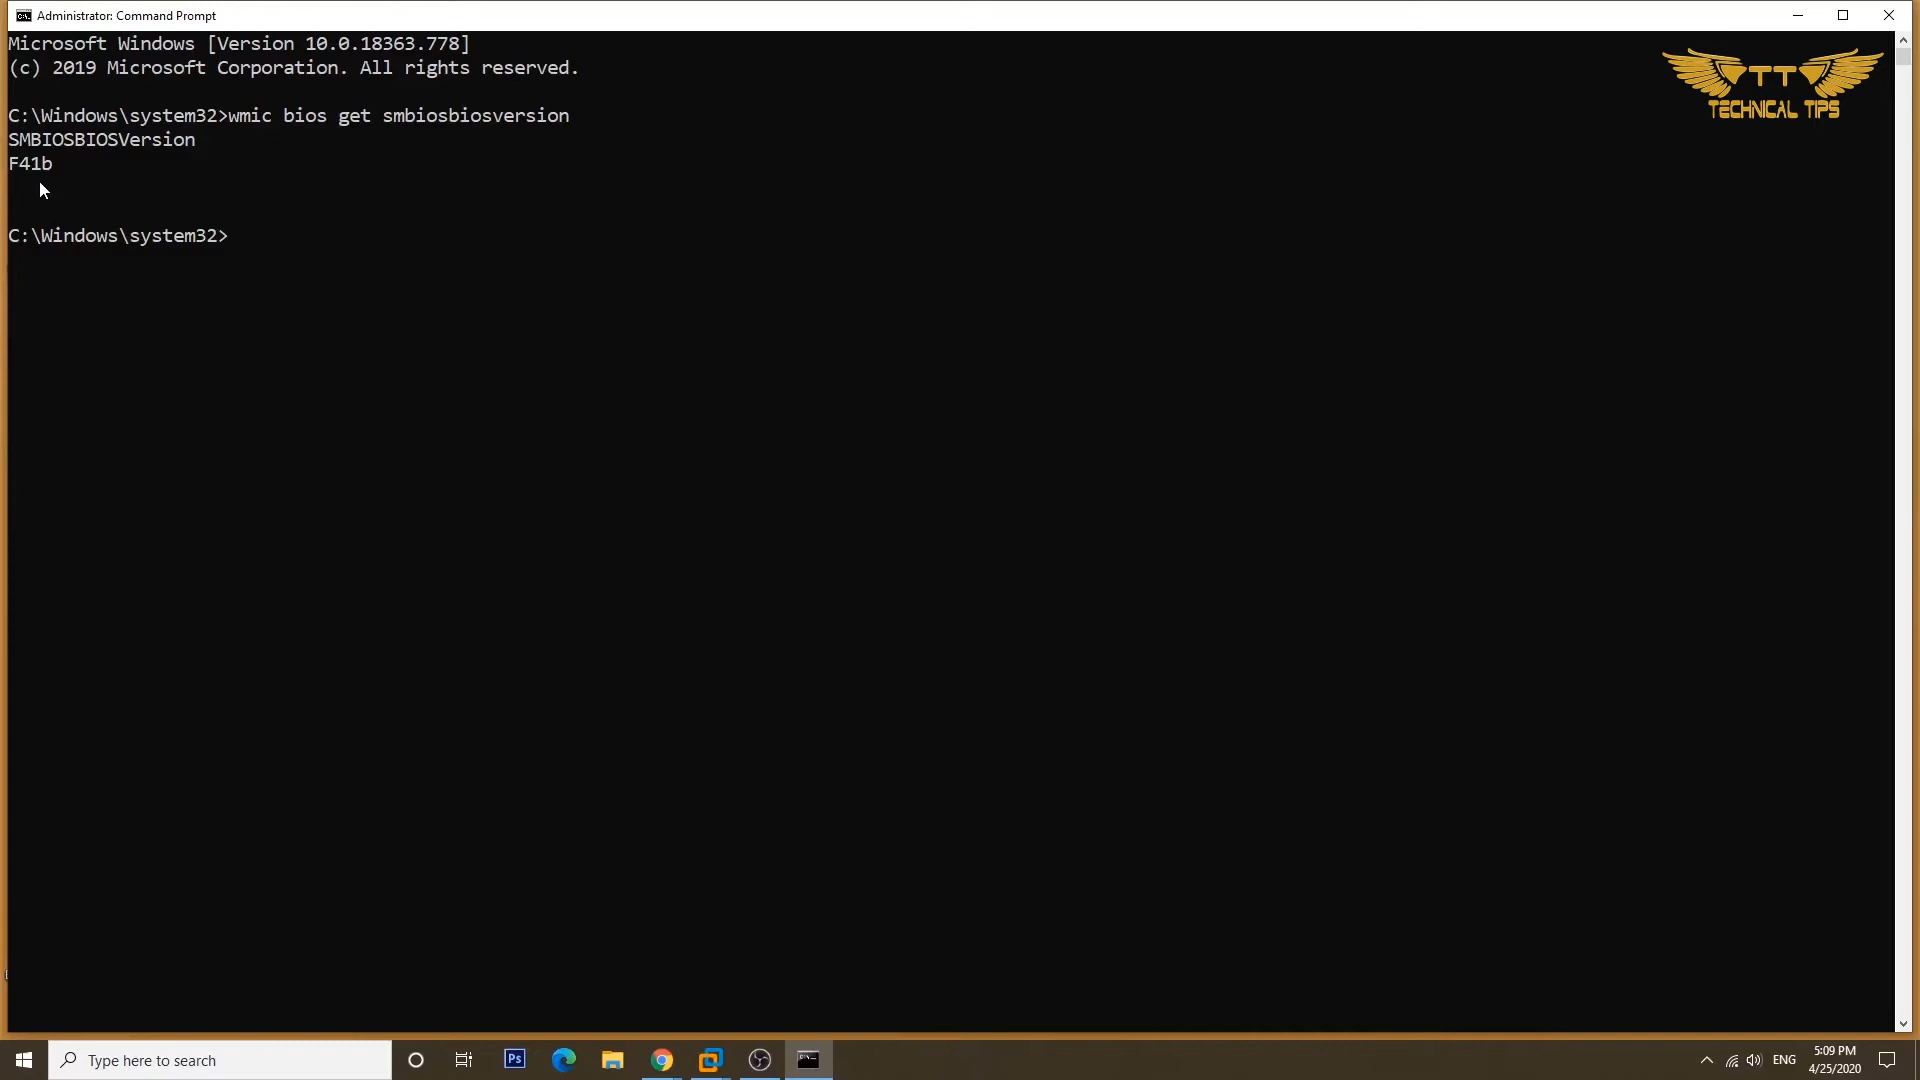 Administrator: Command Prompt
Microsoft Windows [Version 10.0.18363.778]
(c) 2019 Microsoft Corporation. All rights reserved.
TT
TECHNICAL TIPS
C:\Windows\system32>wmic bios get smbiosbiosversion
SMBIOSBIOSVersion
F41b
C:\Windows\system32>
Type here to search
Ps
ENG
5:09 PM
4/25/2020